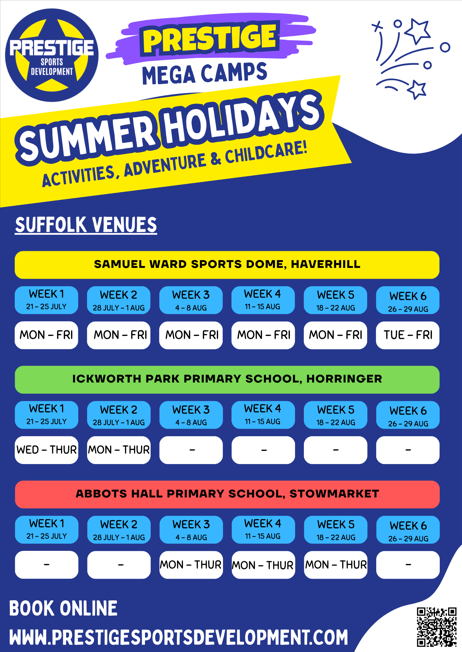 PRESTIGE
SPORTS
DEVELOPMENT
PRESTIGE
MEGA CAMPS
SUMMER HOLIDAYS
ACTIVITIES, ADVENTURE & CHILDCARE!
SUFFOLK VENUES
SAMUEL WARD SPORTS DOME, HAVERHILL
WEEK 1 WEEK 2 WEEK 3 WEEK 4 WEEK 5 WEEK 6
21 – 25 JULY 28 JULY – 1 AUG 4 – 8 AUG 11 – 15 AUG 18 – 22 AUG 26 – 29 AUG
MON – FRI MON – FRI MON – FRI MON – FRI MON – FRI TUE – FRI
ICKWORTH PARK PRIMARY SCHOOL, HORRINGER
WEEK 1 WEEK 2 WEEK 3 WEEK 4 WEEK 5 WEEK 6
21 – 25 JULY 28 JULY – 1 AUG 4 – 8 AUG 11 – 15 AUG 18 – 22 AUG 26 – 29 AUG
WED – THUR MON – THUR – – – –
ABBOTS HALL PRIMARY SCHOOL, STOWMARKET
WEEK 1 WEEK 2 WEEK 3 WEEK 4 WEEK 5 WEEK 6
21 – 25 JULY 28 JULY – 1 AUG 4 – 8 AUG 11 – 15 AUG 18 – 22 AUG 26 – 29 AUG
– – MON – THUR MON – THUR MON – THUR –
BOOK ONLINE
WWW.PRESTIGESPORTSDEVELOPMENT.COM